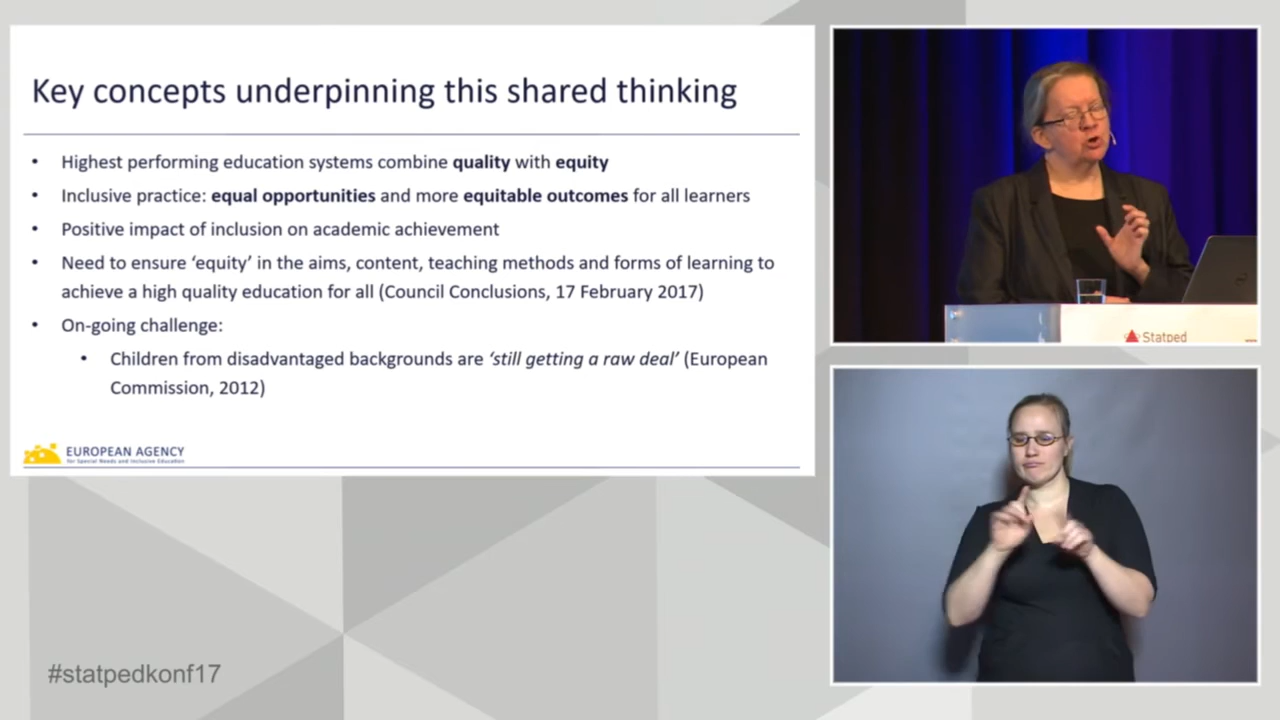 Key concepts underpinning this shared thinking
• Highest performing education systems combine quality with equity
• Inclusive practice: equal opportunities and more equitable outcomes for all learners
• Positive impact of inclusion on academic achievement
• Need to ensure ‘equity’ in the aims, content, teaching methods and forms of learning to
achieve a high quality education for all (Council Conclusions, 17 February 2017)
• On-going challenge:
• Children from disadvantaged backgrounds are ‘still getting a raw deal’ (European
Commission, 2012)
EUROPEAN AGENCY
for Special Needs and Inclusive Education
Statped
#statpedkonf17